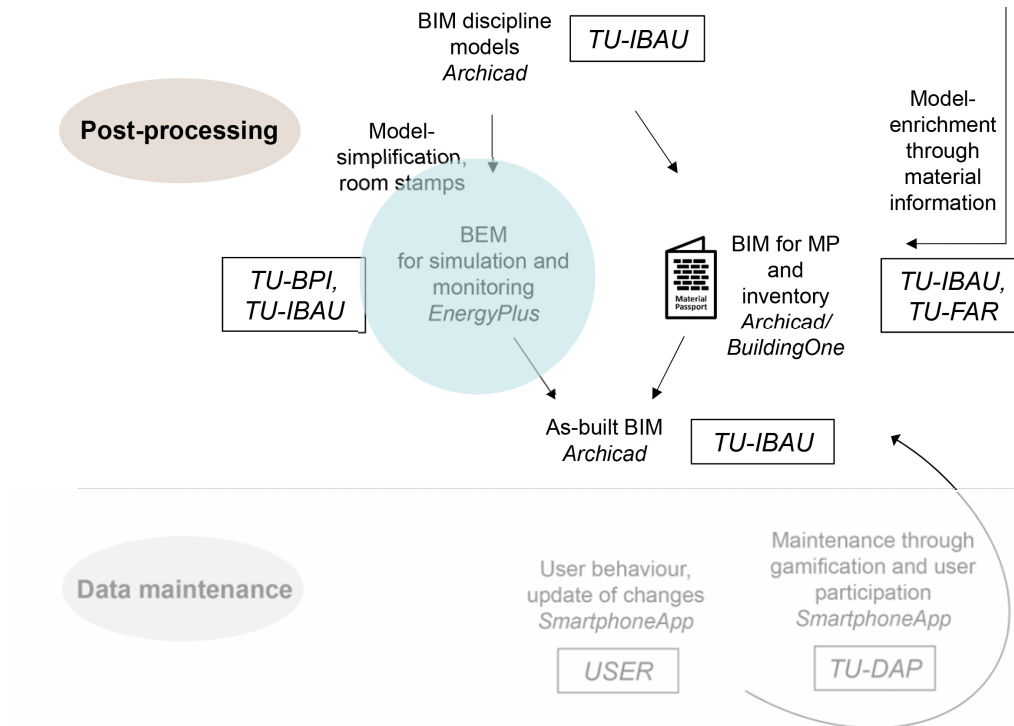 BIM discipline
models
Archicad
TU-IBAU
Post-processing
Model-
simplification,
room stamps
Model-
enrichment
through
material
information
BEM
for simulation and
monitoring
EnergyPlus
TU-BPI,
TU-IBAU
Material
Passport
BIM for MP
and
inventory
Archicad/
BuildingOne
TU-IBAU,
TU-FAR
As-built BIM
Archicad
TU-IBAU
Data maintenance
User behaviour,
update of changes
SmartphoneApp
USER
Maintenance through
gamification and user
participation
SmartphoneApp
TU-DAP